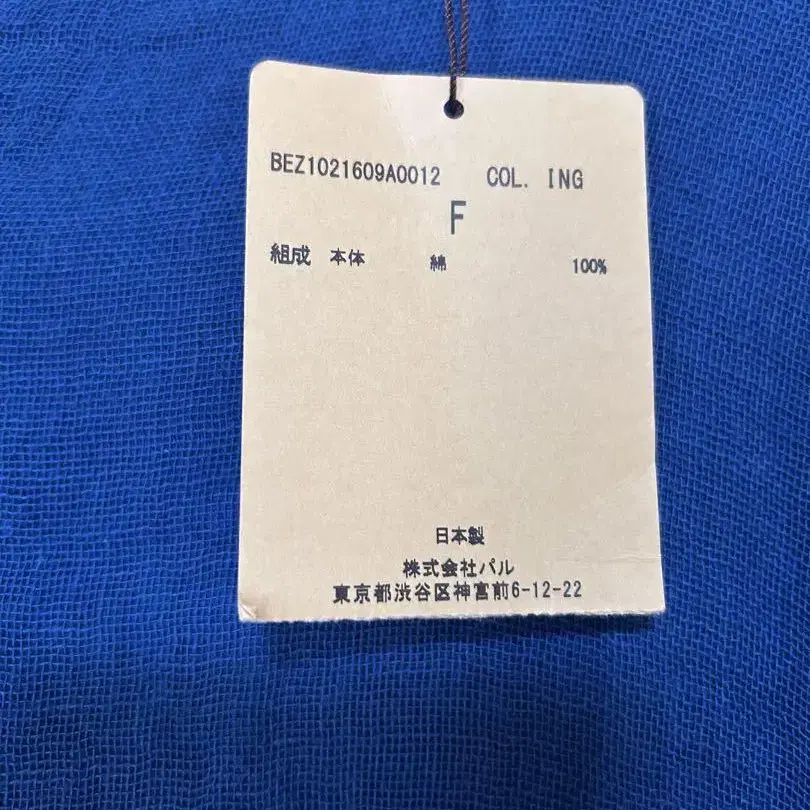 BEZ1021609A0012 COL. ING
F
組成 本体 綿 100%
日本製
株式会社パル
東京都渋谷区神宮前6-12-22